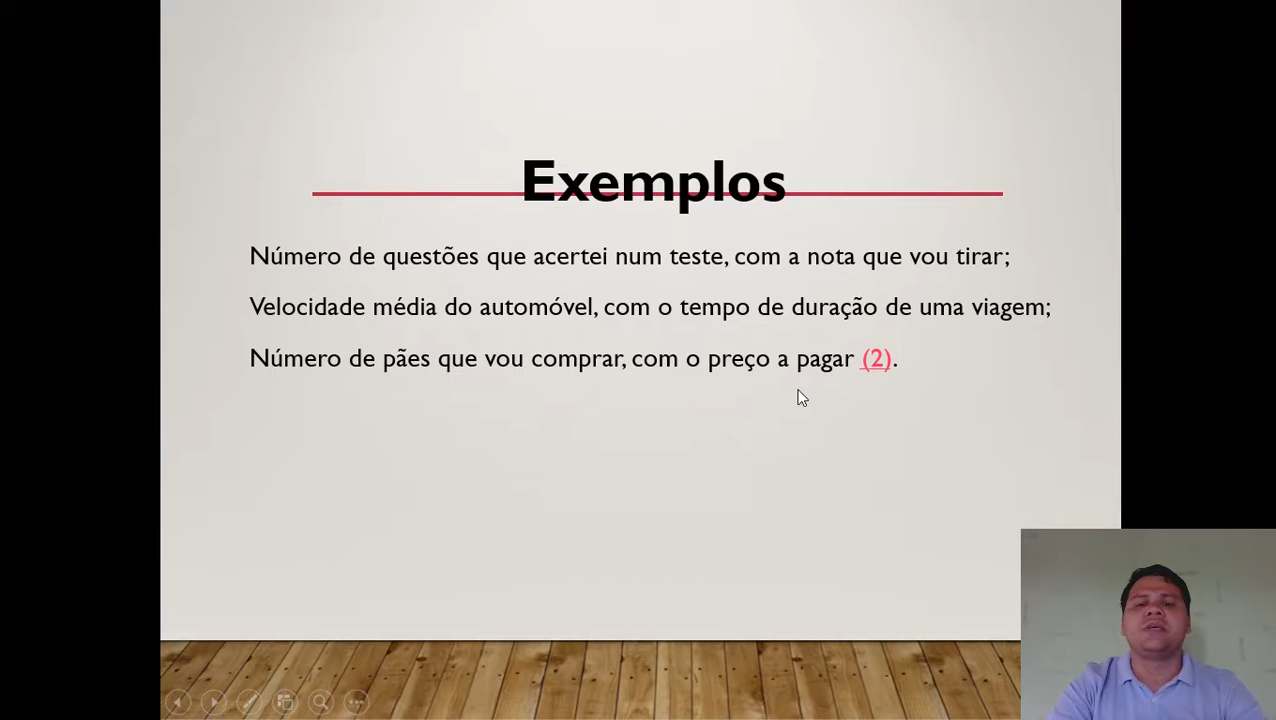 Exemplos
Número de questões que acertei num teste, com a nota que vou tirar;
Velocidade média do automóvel, com o tempo de duração de uma viagem;
Número de pães que vou comprar, com o preço a pagar (2).